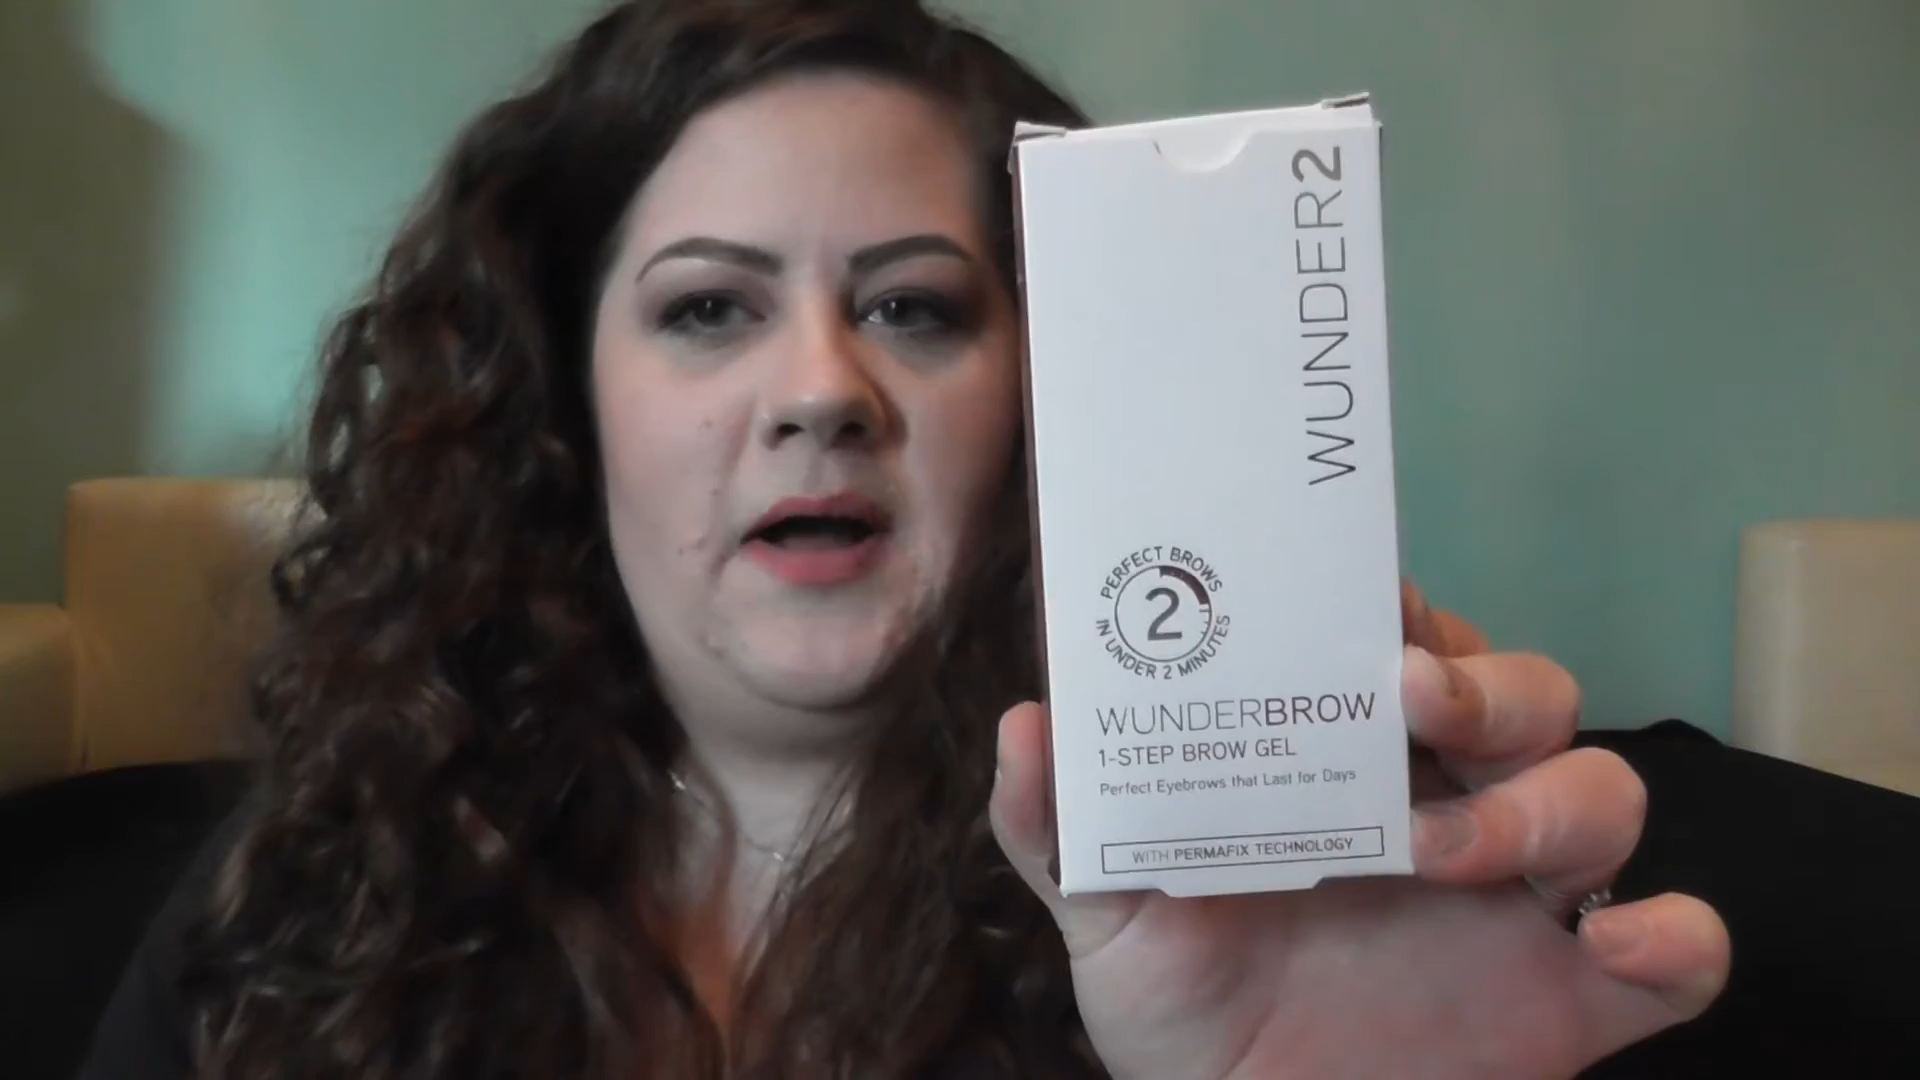 WUNDER2
PERFECT BROWS
IN UNDER 2 MINUTES
2
WUNDERBROW
1-STEP BROW GEL
Perfect Eyebrows that Last for Days
WITH PERMAFIX TECHNOLOGY